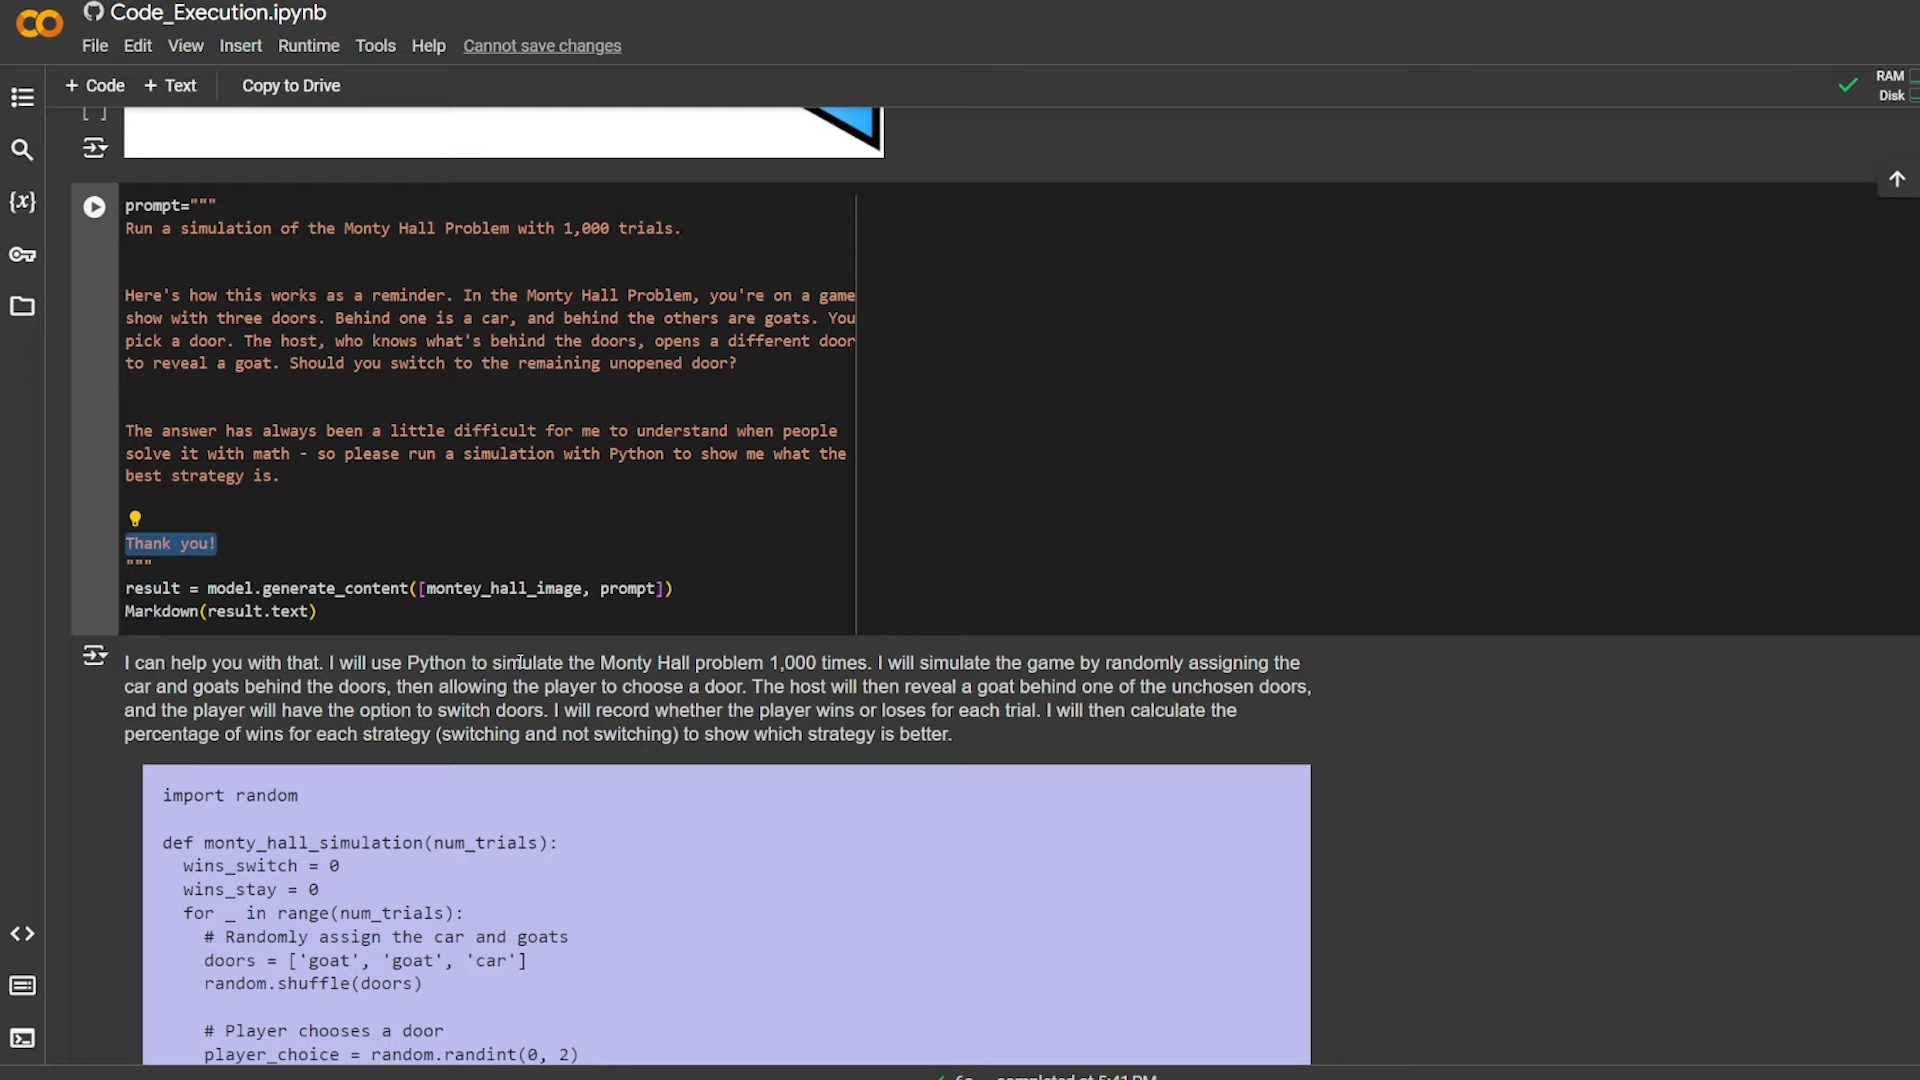 Code_Execution.ipynb
File Edit View Insert Runtime Tools Help Cannot save changes
+ Code + Text Copy to Drive
RAM
Disk
[ ]
{x}
prompt="""
Run a simulation of the Monty Hall Problem with 1,000 trials.
Here's how this works as a reminder. In the Monty Hall Problem, you're on a game
show with three doors. Behind one is a car, and behind the others are goats. You
pick a door. The host, who knows what's behind the doors, opens a different door
to reveal a goat. Should you switch to the remaining unopened door?
The answer has always been a little difficult for me to understand when people
solve it with math - so please run a simulation with Python to show me what the
best strategy is.
Thank you!
"""
result = model.generate_content([montey_hall_image, prompt])
Markdown(result.text)
I can help you with that. I will use Python to simulate the Monty Hall problem 1,000 times. I will simulate the game by randomly assigning the
car and goats behind the doors, then allowing the player to choose a door. The host will then reveal a goat behind one of the unchosen doors,
and the player will have the option to switch doors. I will record whether the player wins or loses for each trial. I will then calculate the
percentage of wins for each strategy (switching and not switching) to show which strategy is better.
import random
def monty_hall_simulation(num_trials):
wins_switch = 0
wins_stay = 0
for _ in range(num_trials):
# Randomly assign the car and goats
doors = ['goat', 'goat', 'car']
random.shuffle(doors)
# Player chooses a door
player_choice = random.randint(0, 2)
completed at 5:41 PM